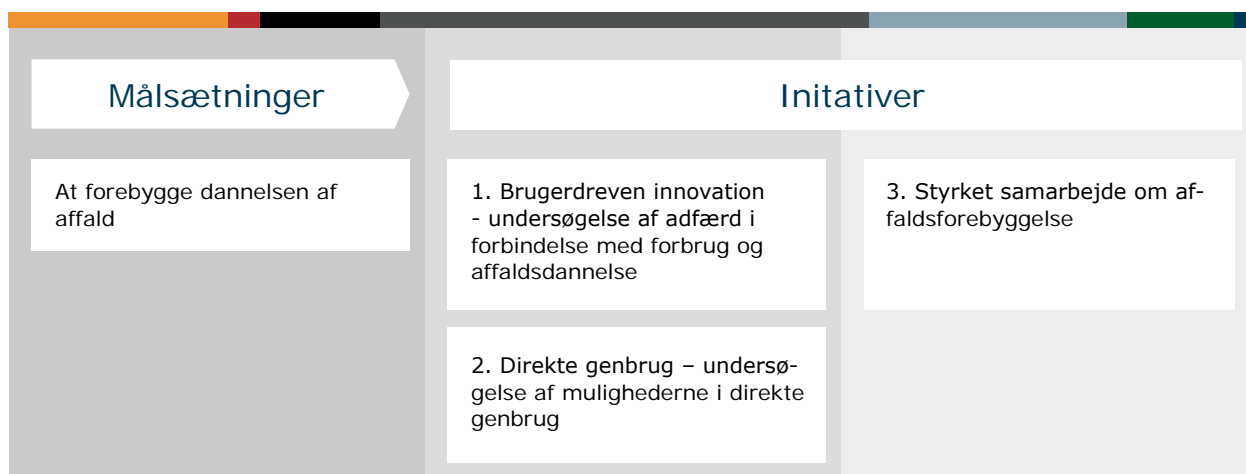 Målsætninger
Initativer
At forebygge dannelsen af
affald
1. Brugerdreven innovation
- undersøgelse af adfærd i
forbindelse med forbrug og
affaldsdannelse
2. Direkte genbrug – undersø-
gelse af mulighederne i direkte
genbrug
3. Styrket samarbejde om af-
faldsforebyggelse